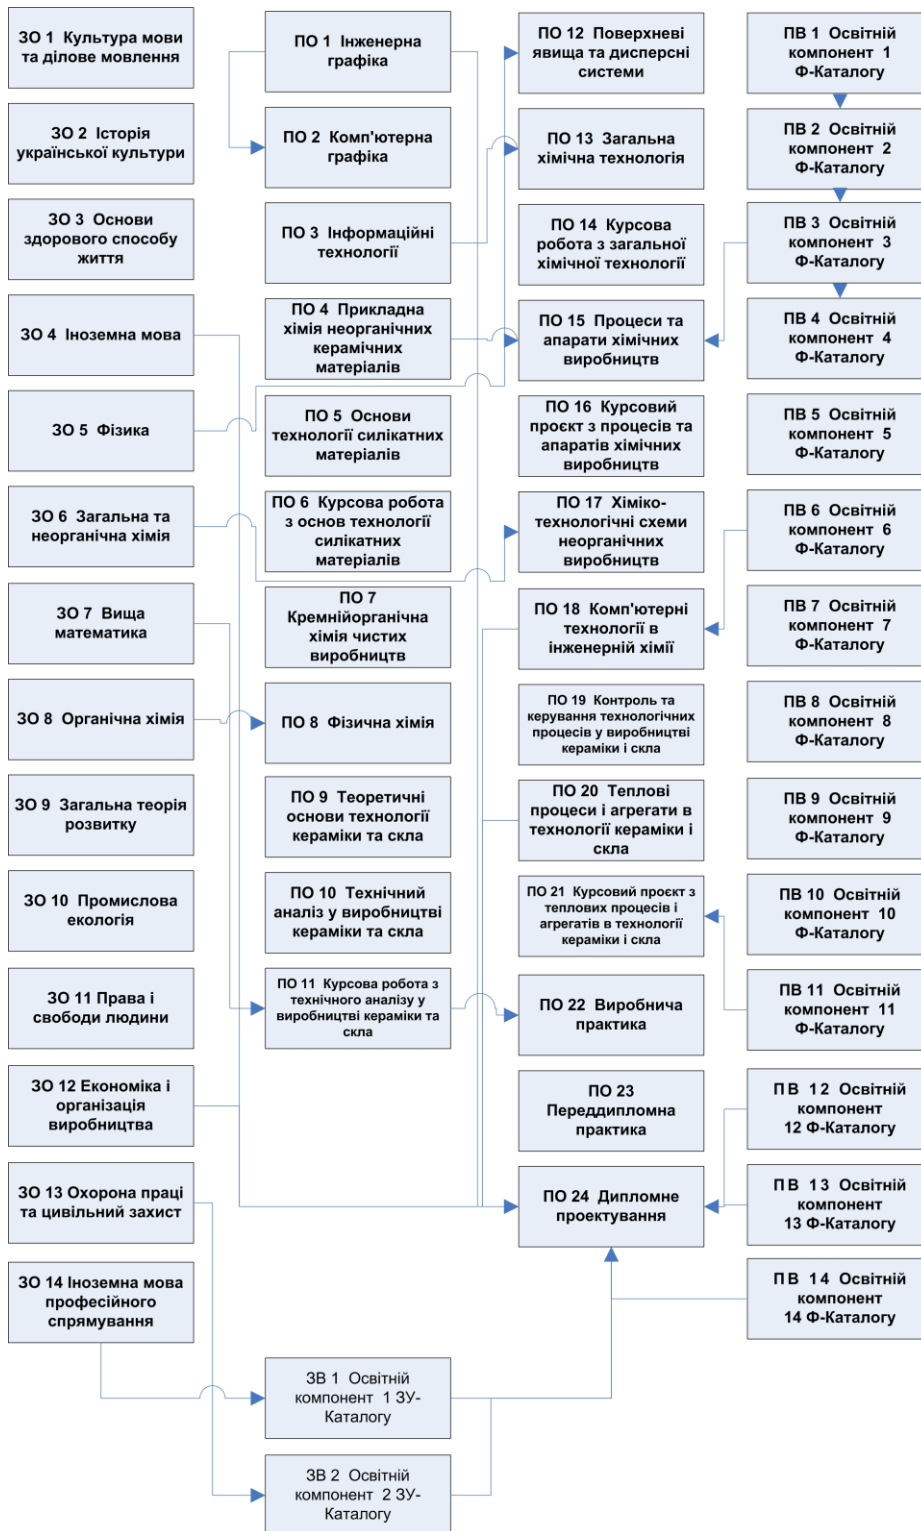 ЗО 1 Культура мови
та ділове мовлення
ЗО 2 Історія
української культури
ЗО 3 Основи
здорового способу
життя
ЗО 4 Іноземна мова
ЗО 5 Фізика
ЗО 6 Загальна та
неорганічна хімія
ЗО 7 Вища
математика
ЗО 8 Органічна хімія
ЗО 9 Загальна теорія
розвитку
ЗО 10 Промислова
екологія
ЗО 11 Права і
свободи людини
ЗО 12 Економіка і
організація
виробництва
ЗО 13 Охорона праці
та цивільний захист
ЗО 14 Іноземна мова
професійного
спрямування
ПО 1 Інженерна
графіка
ПО 2 Комп'ютерна
графіка
ПО 3 Інформаційні
технології
ПО 4 Прикладна
хімія неорганічних
керамічних
матеріалів
ПО 5 Основи
технології силікатних
матеріалів
ПО 6 Курсова робота
з основ технології
силікатних
матеріалів
ПО 7
Кремнійорганічна
хімія чистих
виробництв
ПО 8 Фізична хімія
ПО 9 Теоретичні
основи технології
кераміки та скла
ПО 10 Технічний
аналіз у виробництві
кераміки та скла
ПО 11 Курсова робота з
технічного аналізу у
виробництві кераміки та
скла
ЗВ 1 Освітній
компонент 1 ЗУ-
Каталогу
ЗВ 2 Освітній
компонент 2 ЗУ-
Каталогу
ПО 12 Поверхневі
явища та дисперсні
системи
ПО 13 Загальна
хімічна технологія
ПО 14 Курсова
робота з загальної
хімічної технології
ПО 15 Процеси та
апарати хімічних
виробництв
ПО 16 Курсовий
проєкт з процесів та
апаратів хімічних
виробництв
ПО 17 Хіміко-
технологічні схеми
неорганічних
виробництв
ПО 18 Комп'ютерні
технології в
інженерній хімії
ПО 19 Контроль та
керування технологічних
процесів у виробництві
кераміки і скла
ПО 20 Теплові
процеси і агрегати в
технології кераміки і
скла
ПО 21 Курсовий проєкт з
теплових процесів і
агрегатів в технології
кераміки і скла
ПО 22 Виробнича
практика
ПО 23
Переддипломна
практика
ПО 24 Дипломне
проектування
ПВ 1 Освітній
компонент 1
Ф-Каталогу
ПВ 2 Освітній
компонент 2
Ф-Каталогу
ПВ 3 Освітній
компонент 3
Ф-Каталогу
ПВ 4 Освітній
компонент 4
Ф-Каталогу
ПВ 5 Освітній
компонент 5
Ф-Каталогу
ПВ 6 Освітній
компонент 6
Ф-Каталогу
ПВ 7 Освітній
компонент 7
Ф-Каталогу
ПВ 8 Освітній
компонент 8
Ф-Каталогу
ПВ 9 Освітній
компонент 9
Ф-Каталогу
ПВ 10 Освітній
компонент 10
Ф-Каталогу
ПВ 11 Освітній
компонент 11
Ф-Каталогу
ПВ 12 Освітній
компонент
12 Ф-Каталогу
ПВ 13 Освітній
компонент
13 Ф-Каталогу
ПВ 14 Освітній
компонент
14 Ф-Каталогу